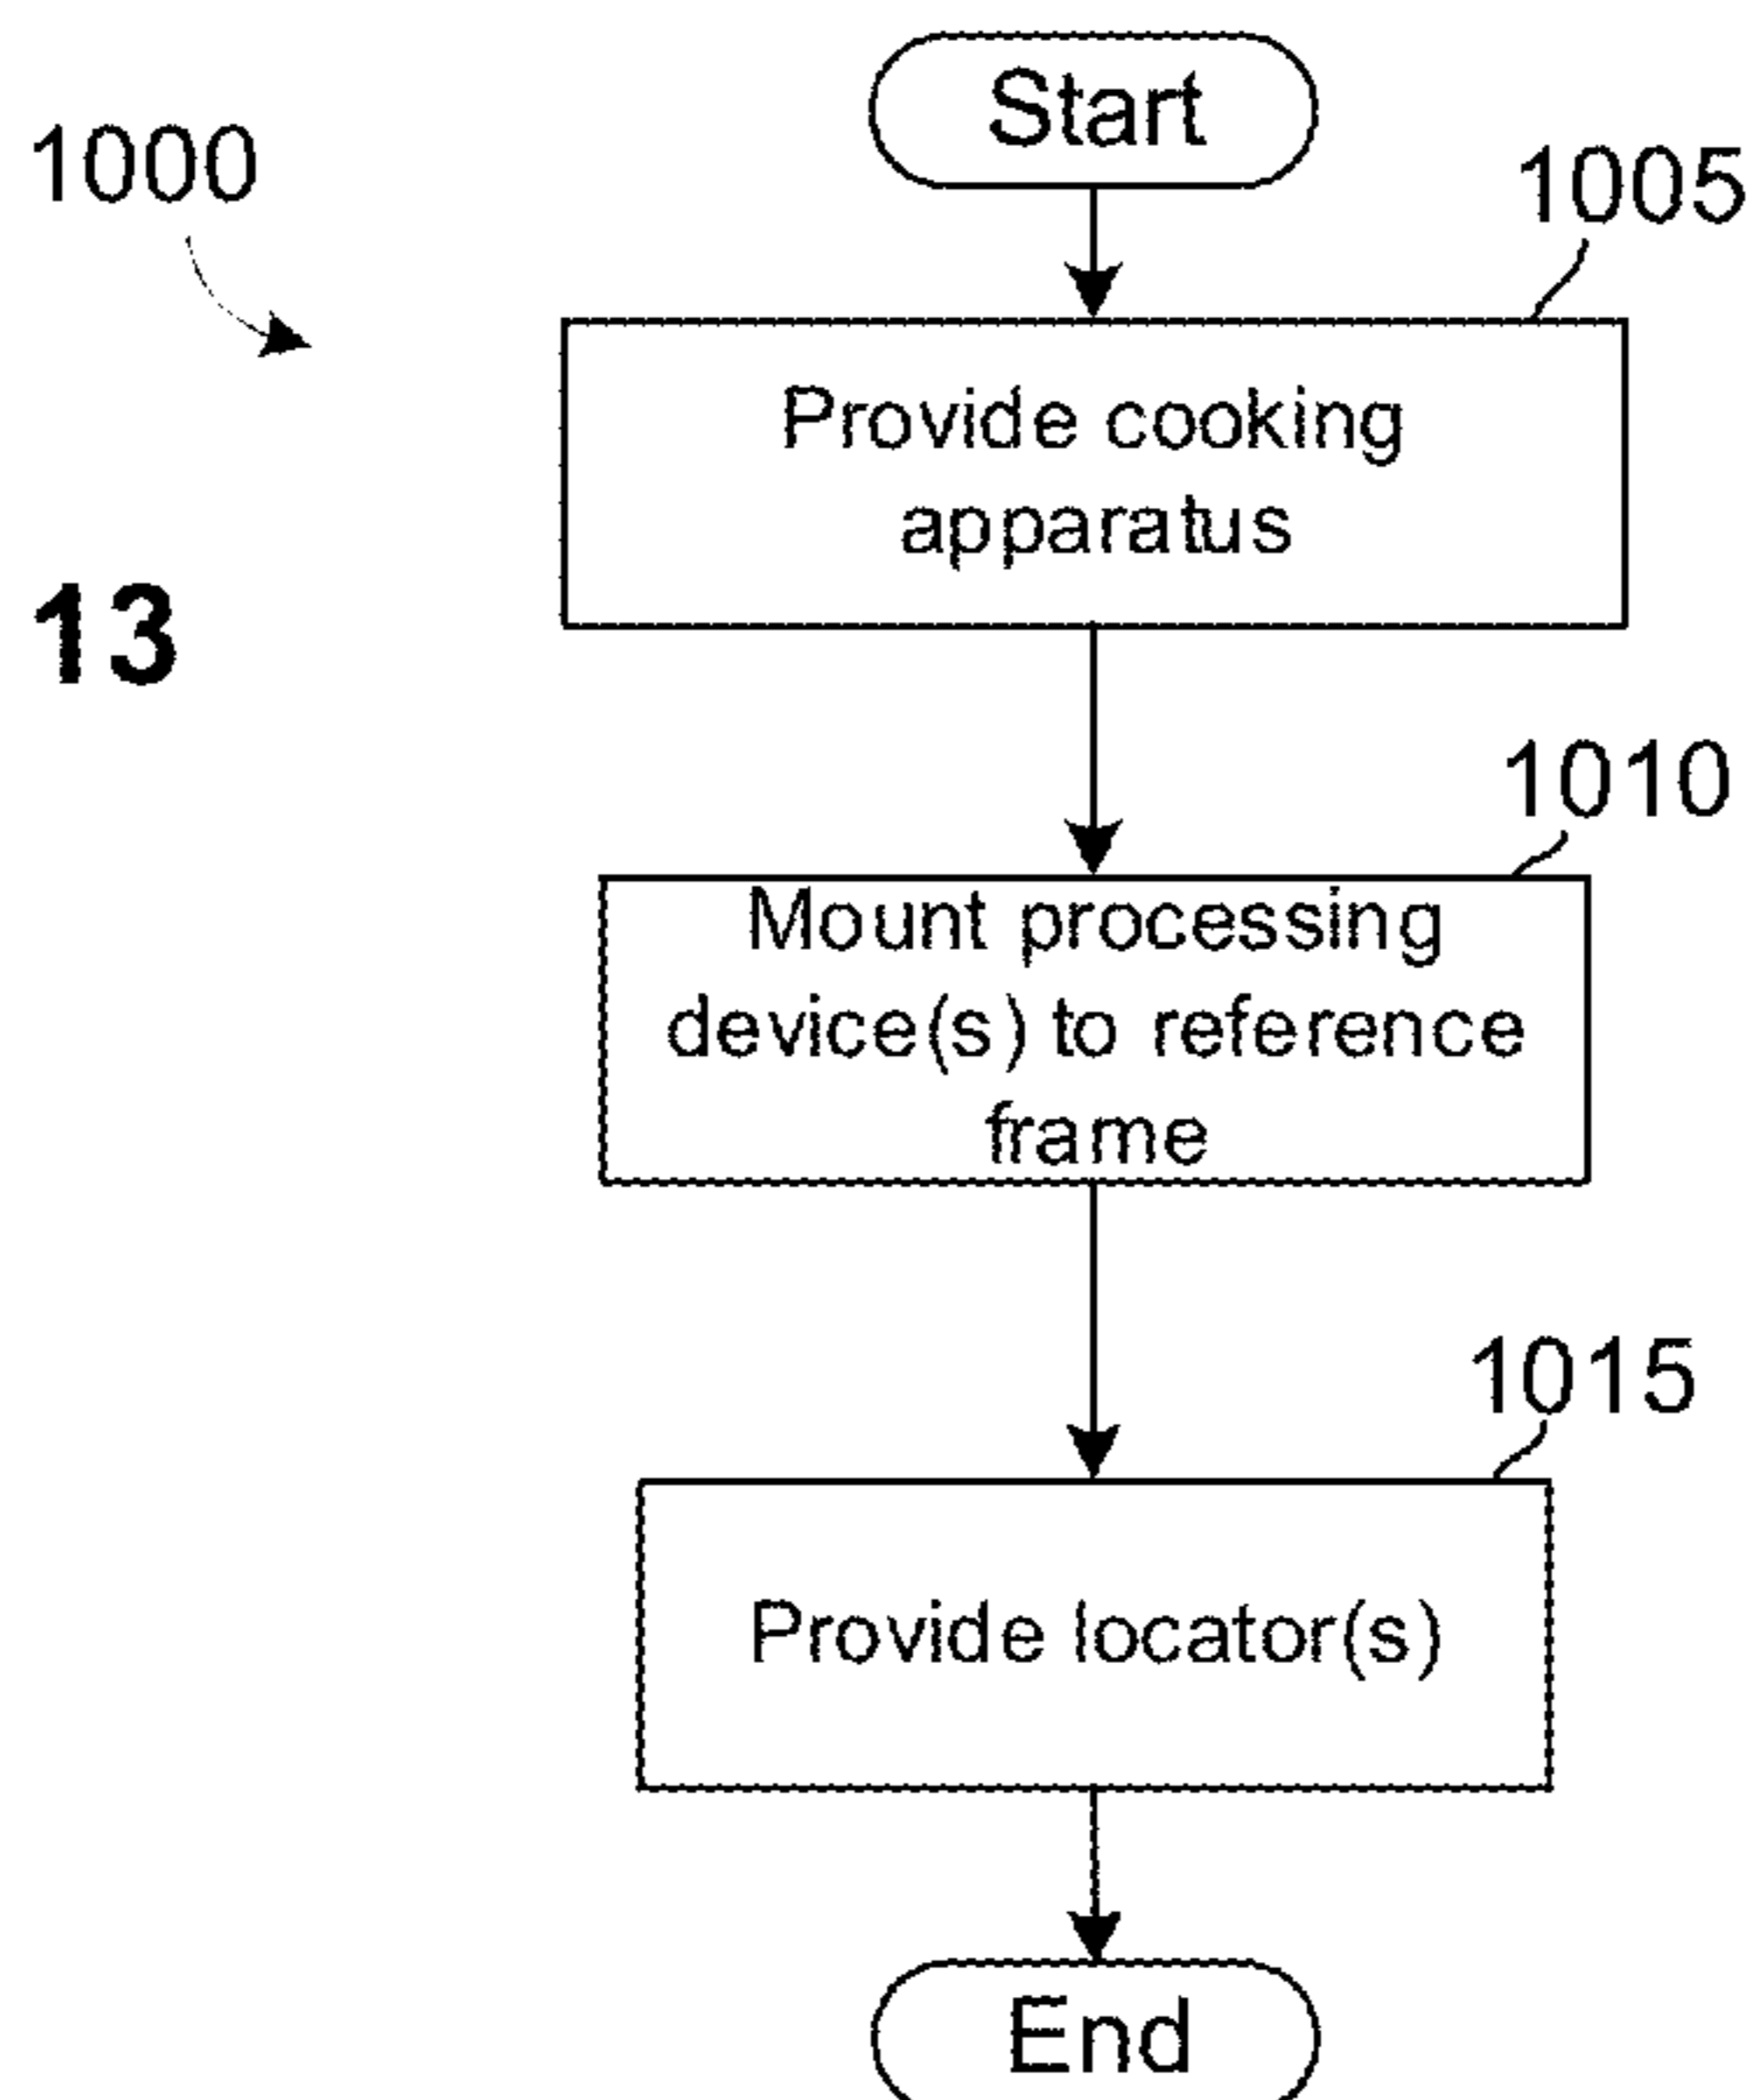 Start
1000
1005
Provide cooking
apparatus
13
1010
Mount processing
device(s) to reference
frame
1015
Provide locator(s)
End